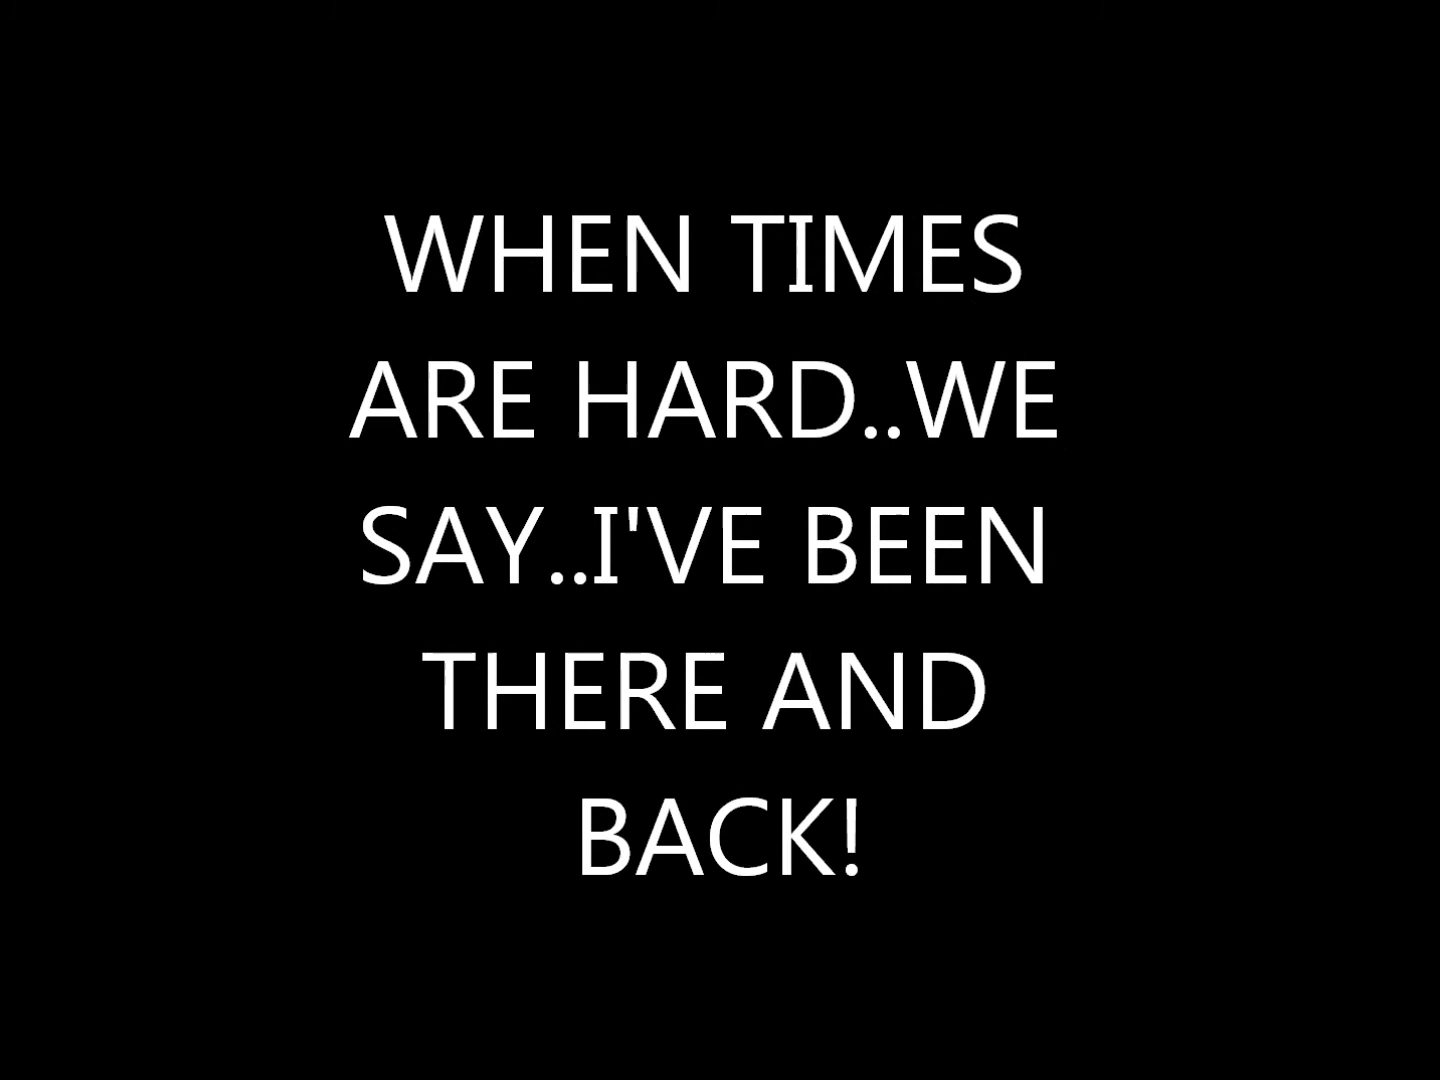 WHEN TIMES
ARE HARD..WE
SAY..I'VE BEEN
THERE AND
BACK!